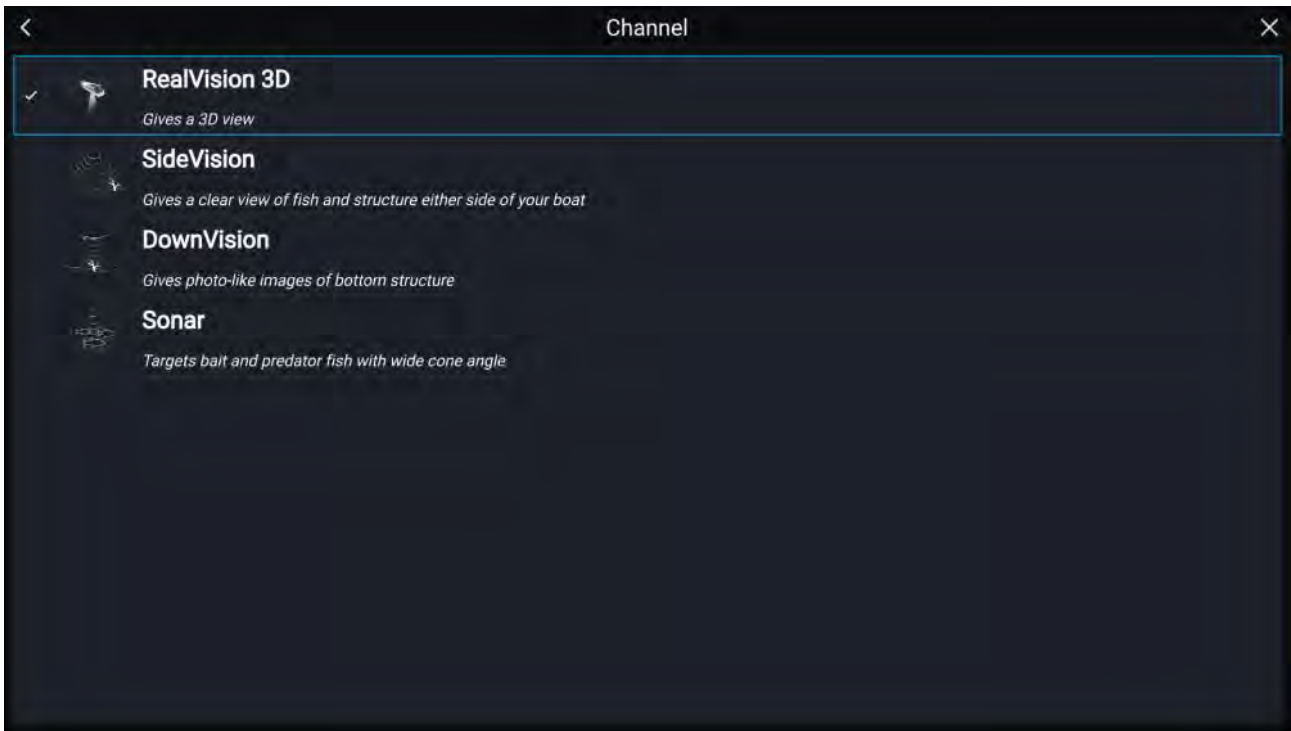 Channel
RealVision 3D
Gives a 3D view
SideVision
Gives a clear view of fish and structure either side of your boat
DownVision
Gives photo-like images of bottom structure
Sonar
Targets bait and predator fish with wide cone angle